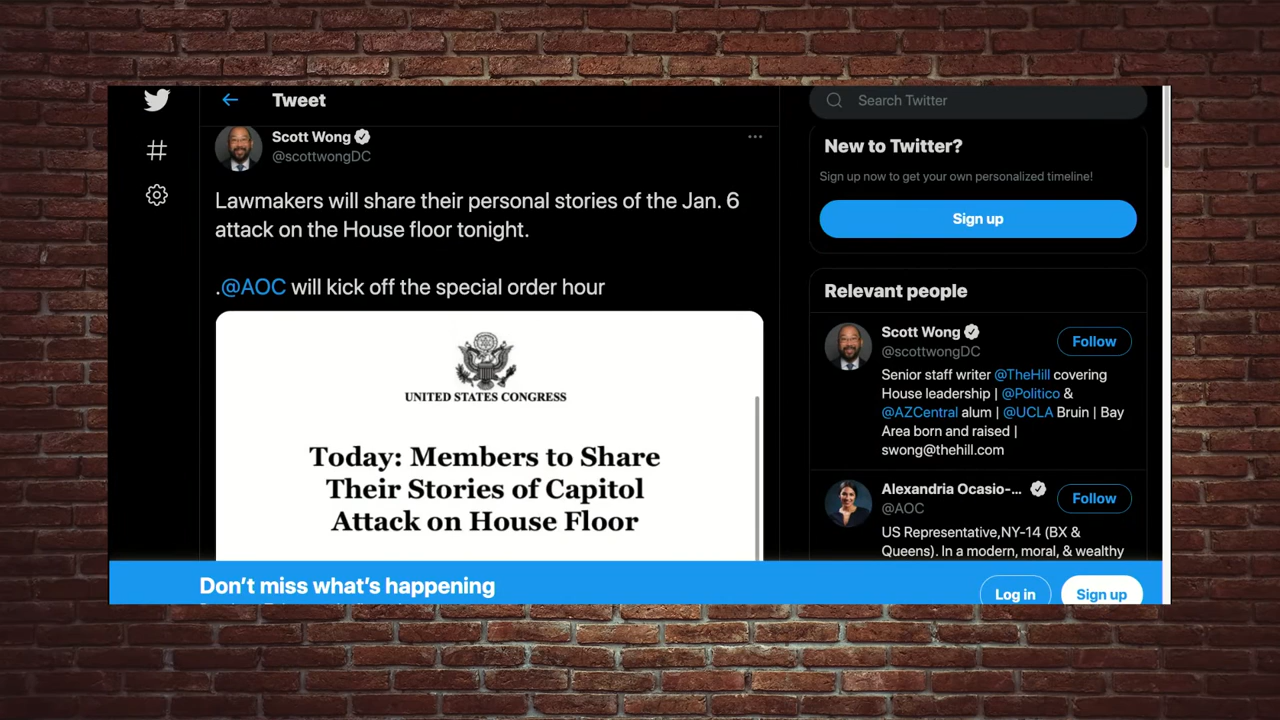 Tweet
Scott Wong
@scottwongDC
Lawmakers will share their personal stories of the Jan. 6
attack on the House floor tonight.
.@AOC will kick off the special order hour
UNITED STATES CONGRESS
Today: Members to Share
Their Stories of Capitol
Attack on House Floor
Search Twitter
New to Twitter?
Sign up now to get your own personalized timeline!
Sign up
Relevant people
Scott Wong
@scottwongDC
Follow
Senior staff writer @TheHill covering
House leadership | @Politico &
@AZCentral alum | @UCLA Bruin | Bay
Area born and raised |
swong@thehill.com
Alexandria Ocasio-...
@AOC
Follow
US Representative,NY-14 (BX &
Queens). In a modern, moral, & wealthy
Don't miss what's happening
Log in
Sign up